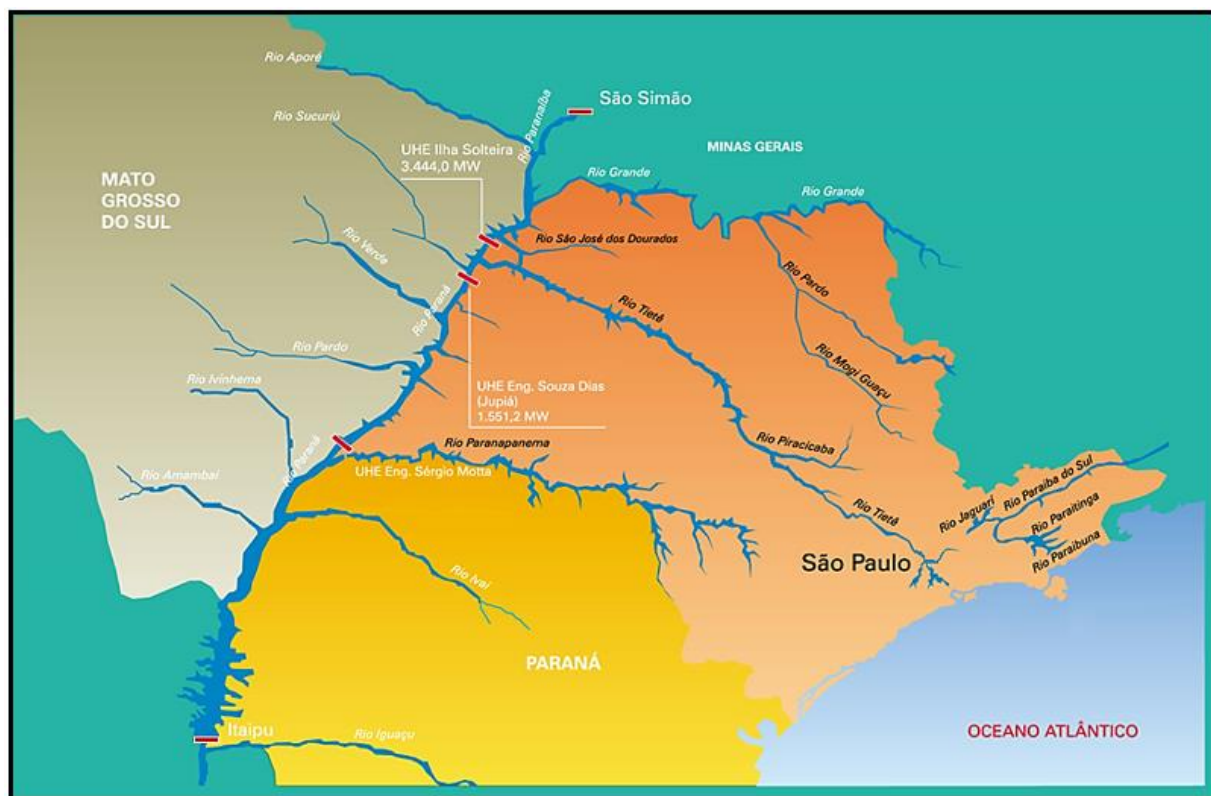 Rio Aporé
São Simão
Rio Sucuriú
Rio Paranaíba
UHE Ilha Solteira
3.444,0 MW
MINAS GERAIS
Rio Grande
Rio Grande
MATO
GROSSO
DO SUL
Rio São José dos Dourados
Rio Verde
Rio Pardo
Rio Paraná
Rio Tietê
Rio Pardo
Rio Mogi Guaçu
Rio Ivinhema
UHE Eng. Souza Dias
(Jupiá)
1.551,2 MW
Rio Paraná
Rio Paranapanema
Rio Piracicaba
UHE Eng. Sérgio Motta
Rio Amambai
Rio Jaguarí
Rio Paraiba do Sul
Rio Paraitinga
Rio Paraibuna
Rio Tietê
São Paulo
Rio Ivaí
PARANÁ
Itaipu
Rio Iguaçu
OCEANO ATLÂNTICO